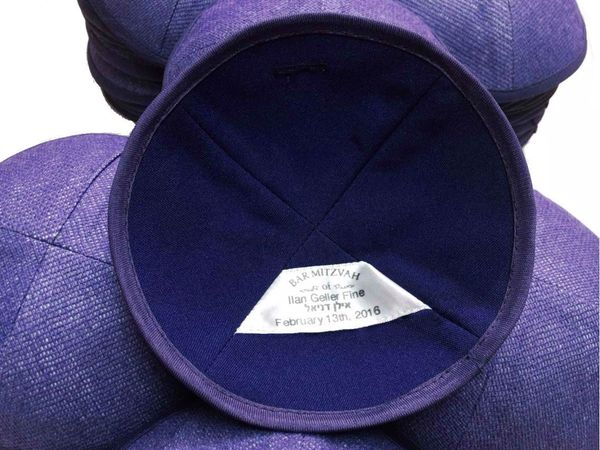 BAR MITZVAH
of
Ilan Geller Fine
אילן דניאל
February 13th, 2016